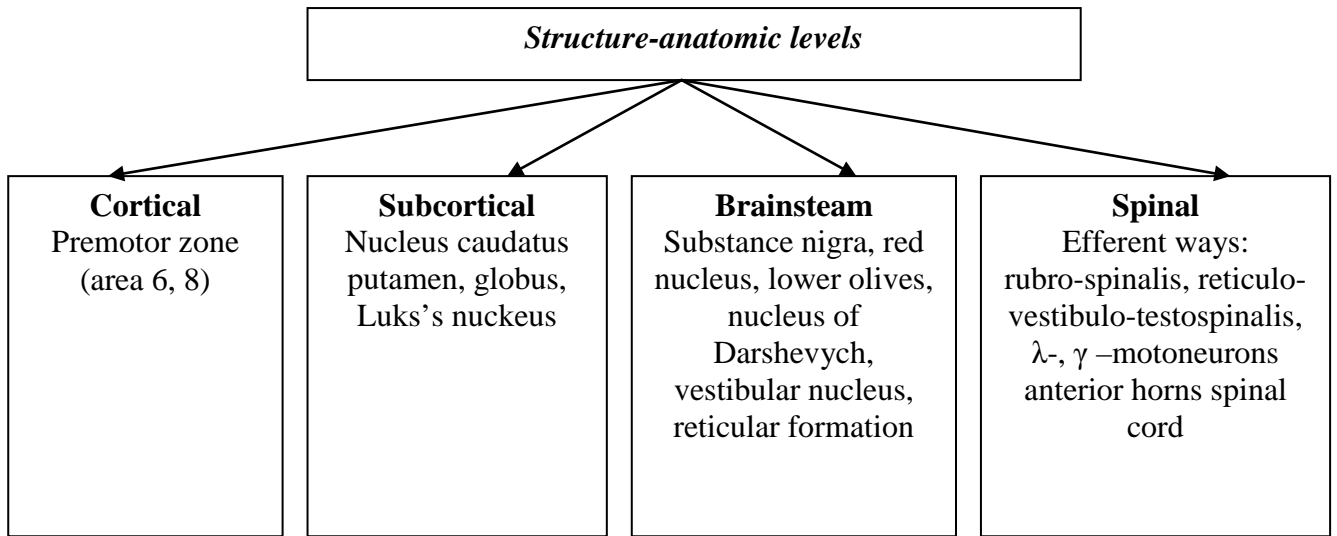 Structure-anatomic levels
Cortical
Premotor zone
(area 6, 8)
Subcortical
Nucleus caudatus
putamen, globus,
Luks’s nuckeus
Brainsteam
Substance nigra, red
nucleus, lower olives,
nucleus of
Darshevych,
vestibular nucleus,
reticular formation
Spinal
Efferent ways:
rubro-spinalis, reticulo-
vestibulo-testospinalis,
λ-, γ –motoneurons
anterior horns spinal
cord